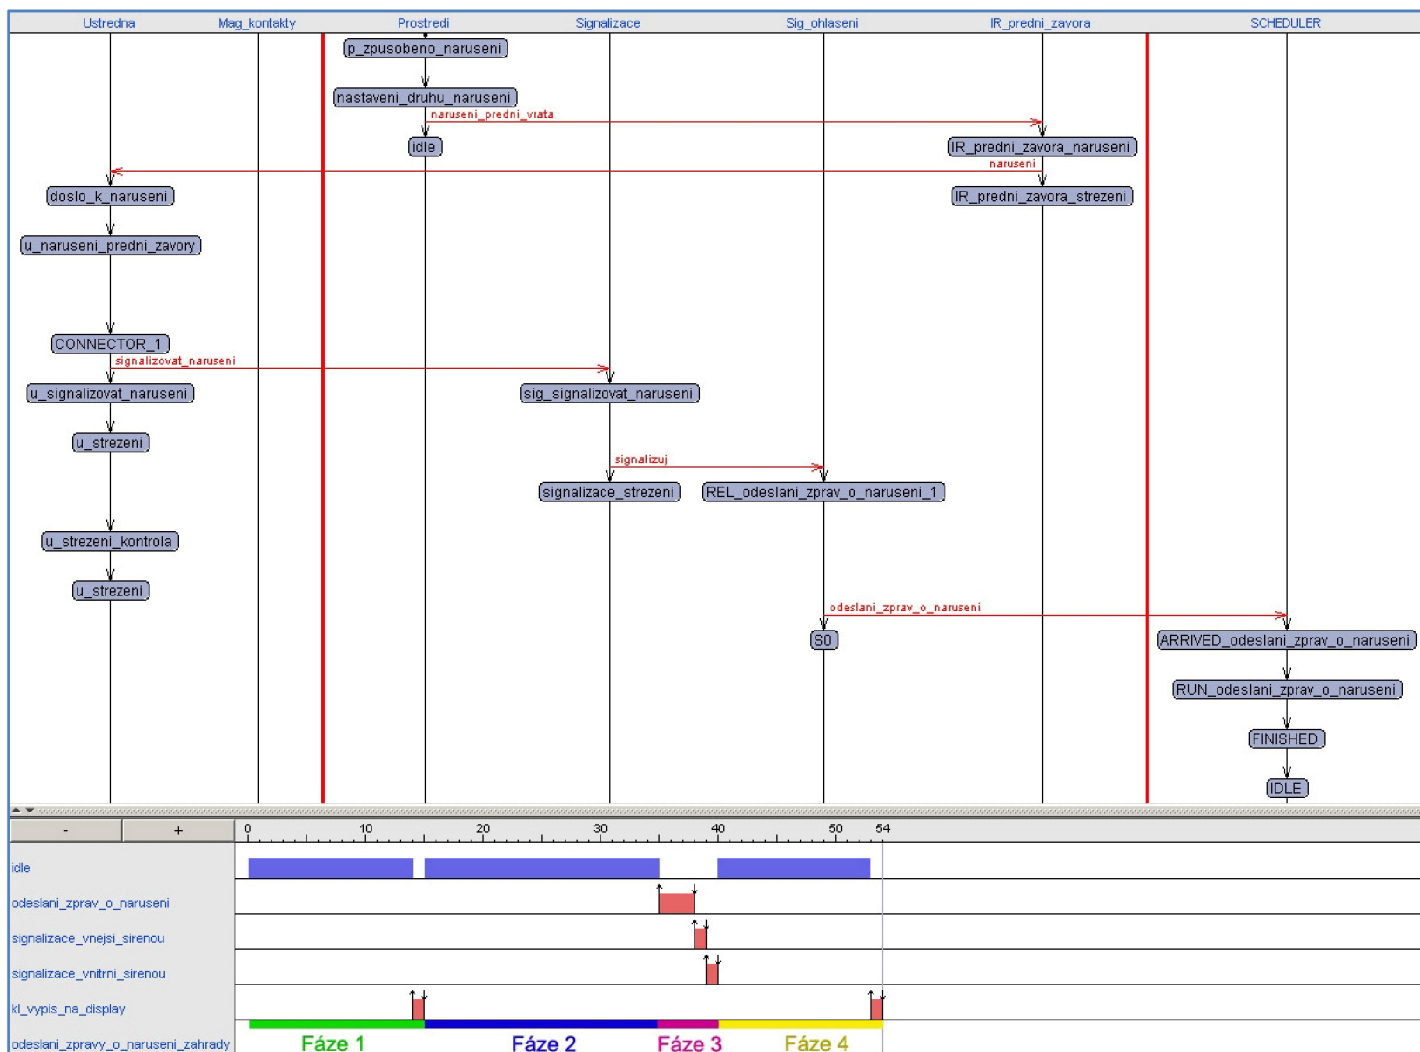 Ustredna Mag_kontakty Prostredi Signalizace Sig_ohlaseni IR_predni_zavora SCHEDULER
p_zpusobeno_naruseni
nastaveni_druhu_naruseni
naruseni_predni_vrata
idle IR_predni_zavora_naruseni
naruseni
doslo_k_naruseni IR_predni_zavora_strezeni
u_naruseni_predni_zavory
CONNECTOR_1
signalizovat_naruseni
u_signalizovat_naruseni sig_signalizovat_naruseni
u_strezeni
signalizuj
signalizace_strezeni REL_odeslani_zprav_o_naruseni_1
u_strezeni_kontrola
u_strezeni
odeslani_zprav_o_naruseni
S0 ARRIVED_odeslani_zprav_o_naruseni
RUN_odeslani_zprav_o_naruseni
FINISHED
IDLE
- + 0 10 20 30 40 50 54
idle
odeslani_zprav_o_naruseni
signalizace_vnejsi_sirenou
signalizace_vnitrni_sirenou
kl_vypis_na_display
odeslani_zpravy_o_naruseni_zahrady Fáze 1 Fáze 2 Fáze 3 Fáze 4